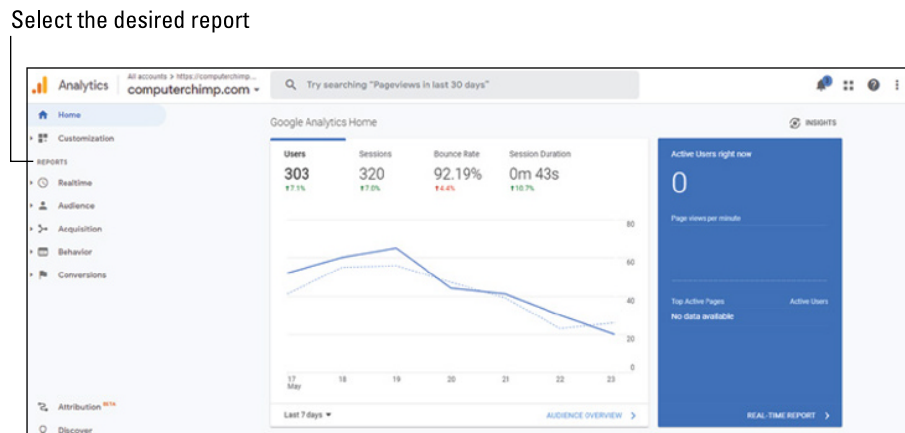 Select the desired report
Analytics
All accounts > https://computerchimp...
computerchimp.com
Try searching "Pageviews in last 30 days"
1
Home
Customization
REPORTS
Realtime
Audience
Acquisition
Behavior
Conversions
Attribution BETA
Discover
Google Analytics Home
INSIGHTS
Users Sessions Bounce Rate Session Duration
303 320 92.19% 0m 43s
↑7.1% ↑7.0% ↑4.4% ↑10.7%
80
60
40
20
0
17 18 19 20 21 22 23
May
Last 7 days
AUDIENCE OVERVIEW >
Active Users right now
0
Page views per minute
Top Active Pages Active Users
No data available
REAL-TIME REPORT >